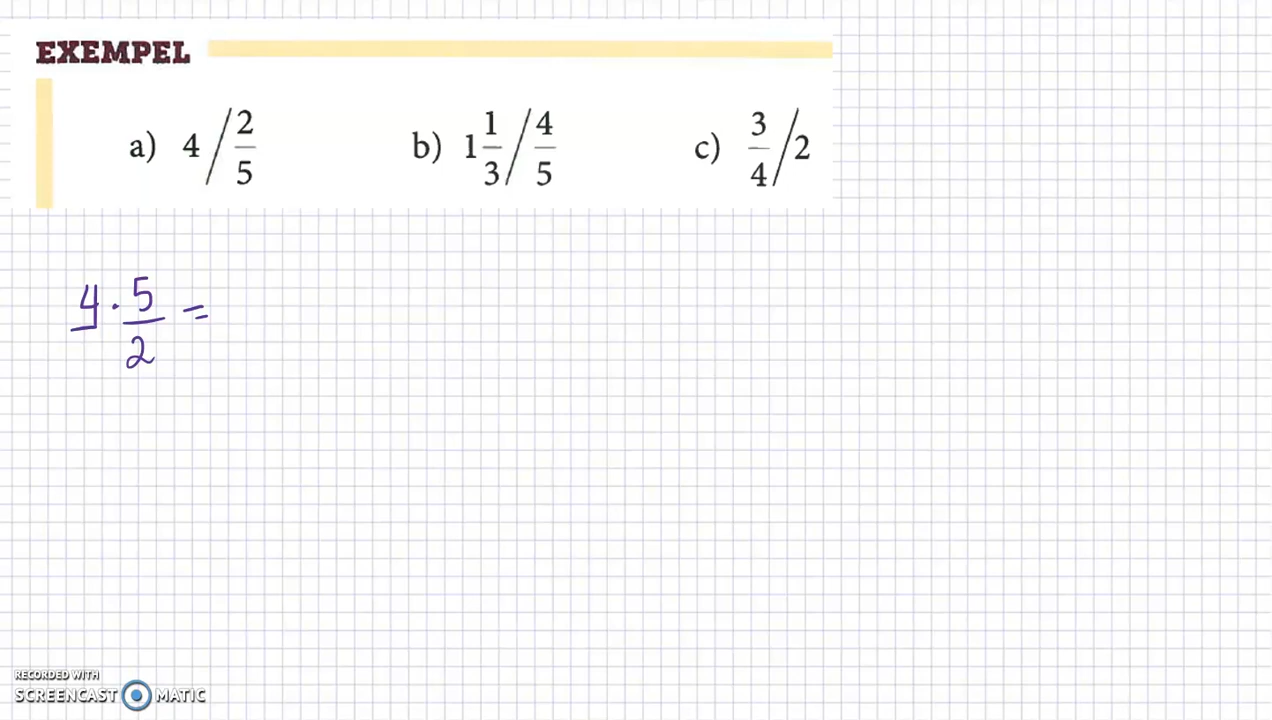 EXEMPEL
a) 4 / 2/5 b) 1 1/3 / 4/5 c) 3/4 / 2
4 · 5/2 =
RECORDED WITH
SCREENCAST MATIC